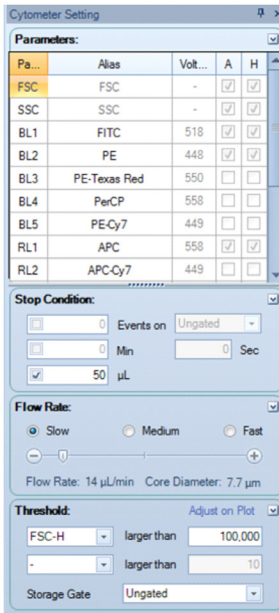 Cytometer Setting
Parameters:
Pa... Alias Volt... A H
FSC FSC -
SSC SSC -
BL1 FITC 518
BL2 PE 448
BL3 PE-Texas Red 550
BL4 PerCP 558
BL5 PE-Cy7 449
RL1 APC 558
RL2 APC-Cy7 449
Stop Condition:
0 Events on Ungated
0 Min 0 Sec
50 µL
Flow Rate:
Slow Medium Fast
Flow Rate: 14 µL/min Core Diameter: 7.7 µm
Threshold: Adjust on Plot
FSC-H larger than 100,000
- larger than 10
Storage Gate Ungated